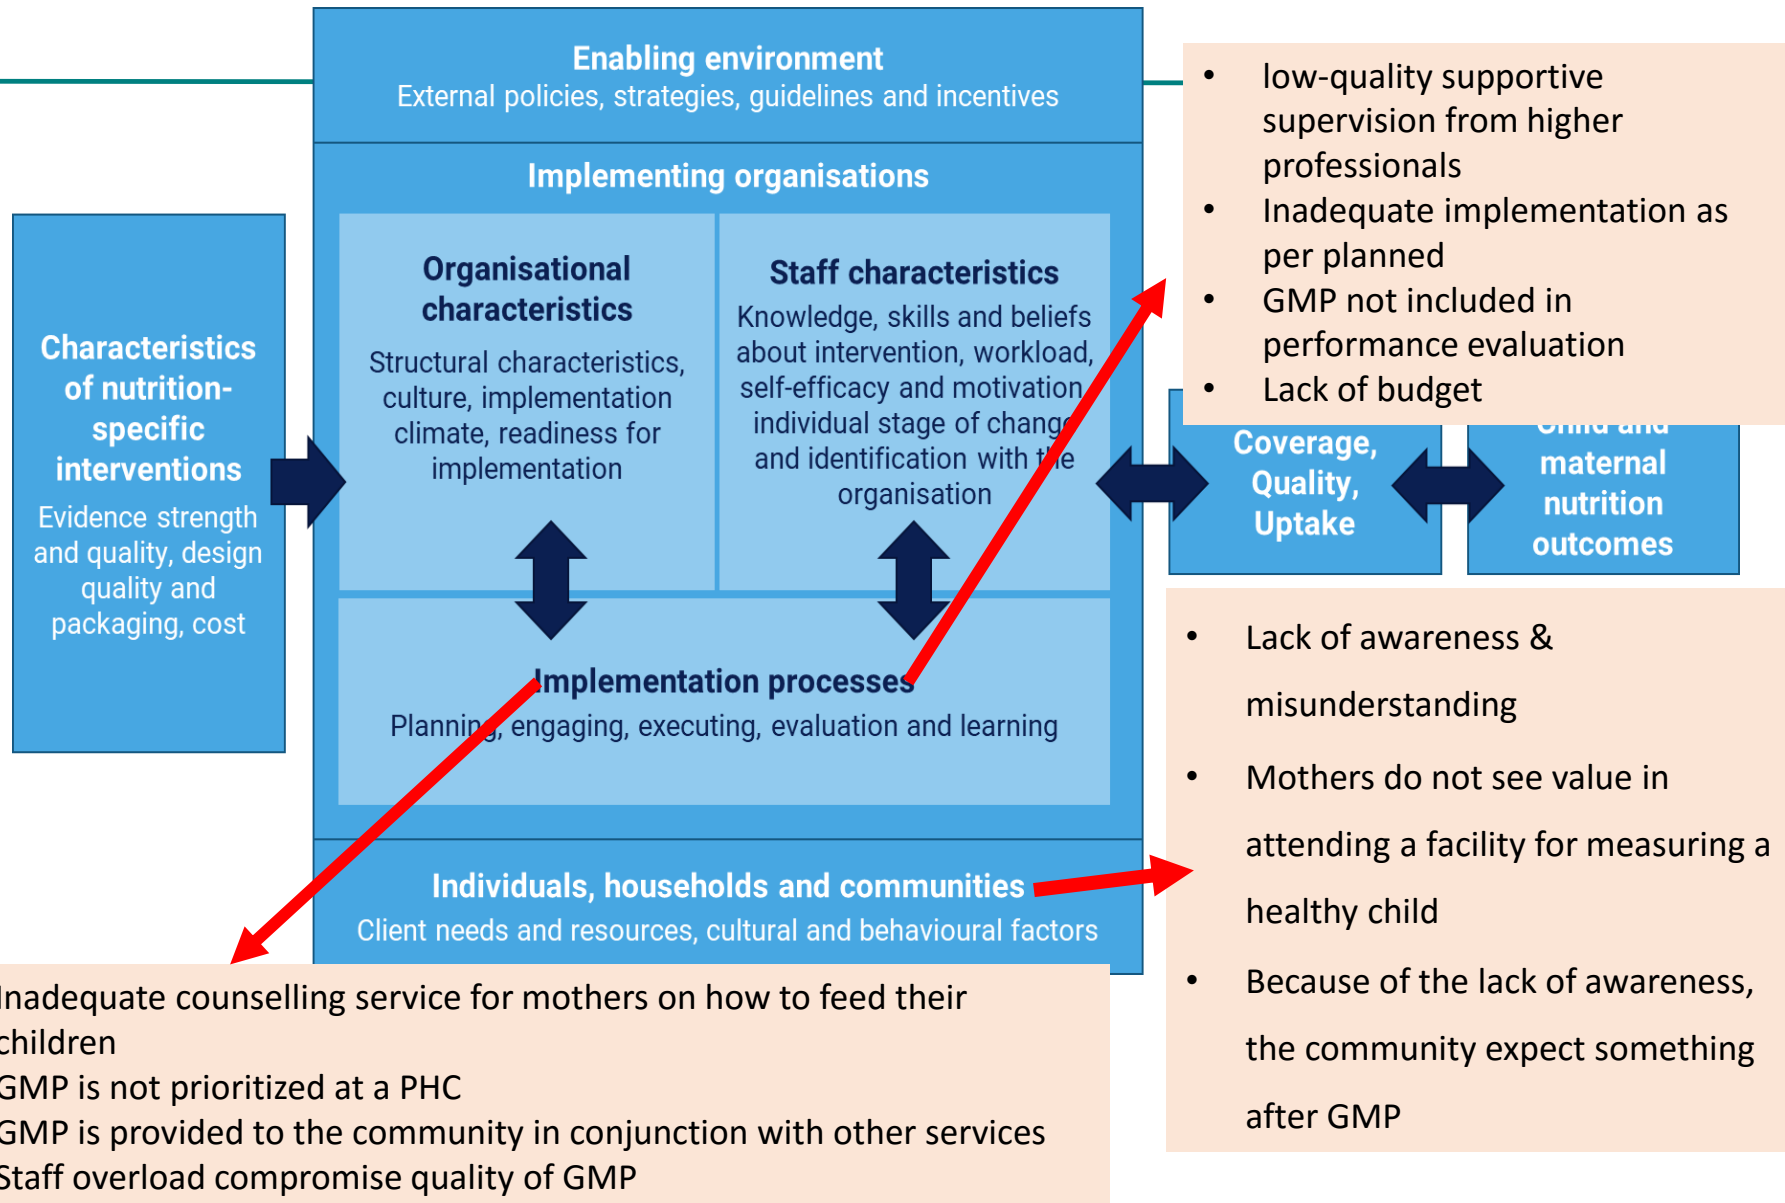 Enabling environment
External policies, strategies, guidelines and incentives
Implementing organisations
Characteristics
of nutrition-
specific
interventions
Evidence strength
and quality, design
quality and
packaging, cost
Organisational
characteristics
Structural characteristics,
culture, implementation
climate, readiness for
implementation
Staff characteristics
Knowledge, skills and beliefs
about intervention, workload,
self-efficacy and motivation,
individual stage of change
and identification with the
organisation
Implementation processes
Planning, engaging, executing, evaluation and learning
Individuals, households and communities
Client needs and resources, cultural and behavioural factors
Coverage,
Quality,
Uptake
Child and
maternal
nutrition
outcomes
• low-quality supportive
supervision from higher
professionals
• Inadequate implementation as
per planned
• GMP not included in
performance evaluation
• Lack of budget
• Lack of awareness &
misunderstanding
• Mothers do not see value in
attending a facility for measuring a
healthy child
• Because of the lack of awareness,
the community expect something
after GMP
Inadequate counselling service for mothers on how to feed their
children
GMP is not prioritized at a PHC
GMP is provided to the community in conjunction with other services
Staff overload compromise quality of GMP